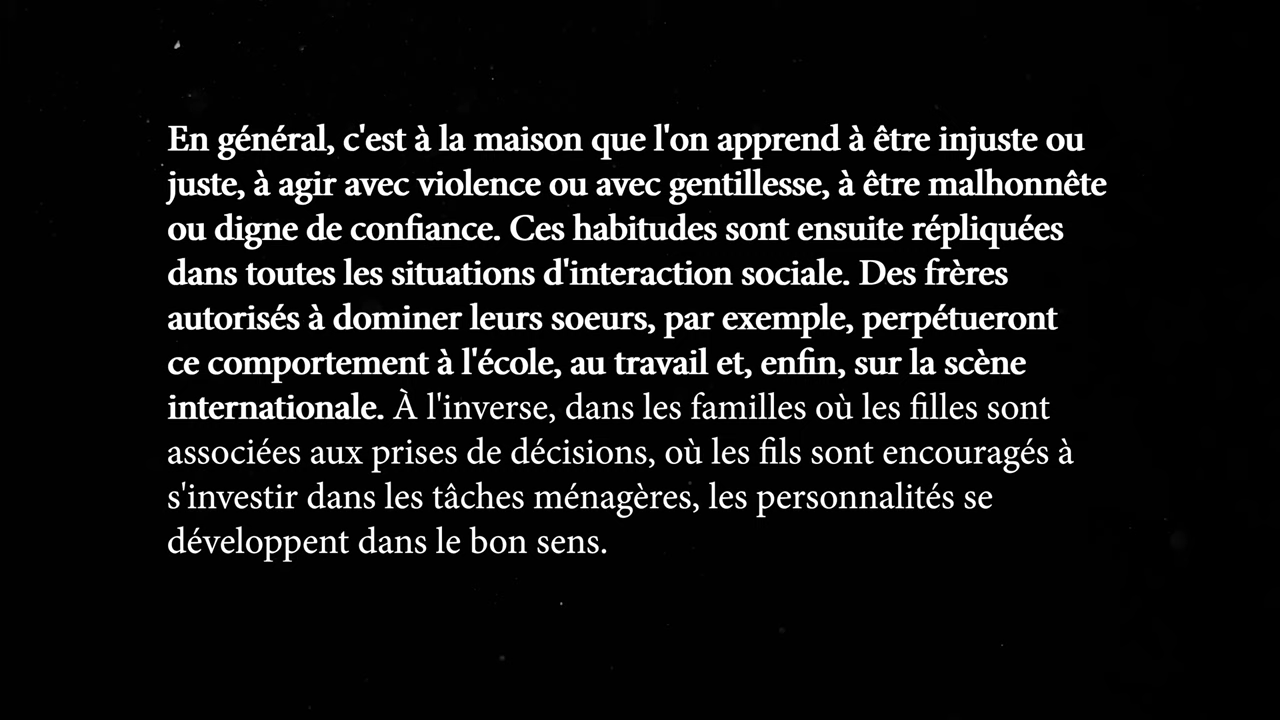 En général, c'est à la maison que l'on apprend à être injuste ou
juste, à agir avec violence ou avec gentillesse, à être malhonnête
ou digne de confiance. Ces habitudes sont ensuite répliquées
dans toutes les situations d'interaction sociale. Des frères
autorisés à dominer leurs soeurs, par exemple, perpétueront
ce comportement à l'école, au travail et, enfin, sur la scène
internationale. À l'inverse, dans les familles où les filles sont
associées aux prises de décisions, où les fils sont encouragés à
s'investir dans les tâches ménagères, les personnalités se
développent dans le bon sens.